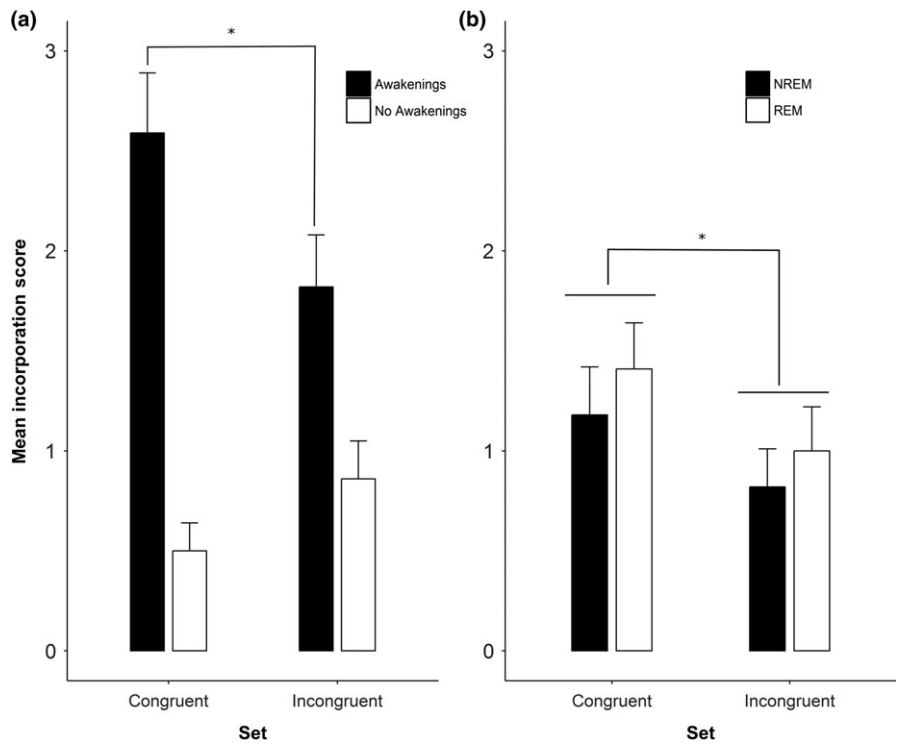 (a)
*
Awakenings
No Awakenings
3
2
1
0
Mean incorporation score
Congruent
Incongruent
Set
(b)
*
NREM
REM
3
2
1
0
Congruent
Incongruent
Set